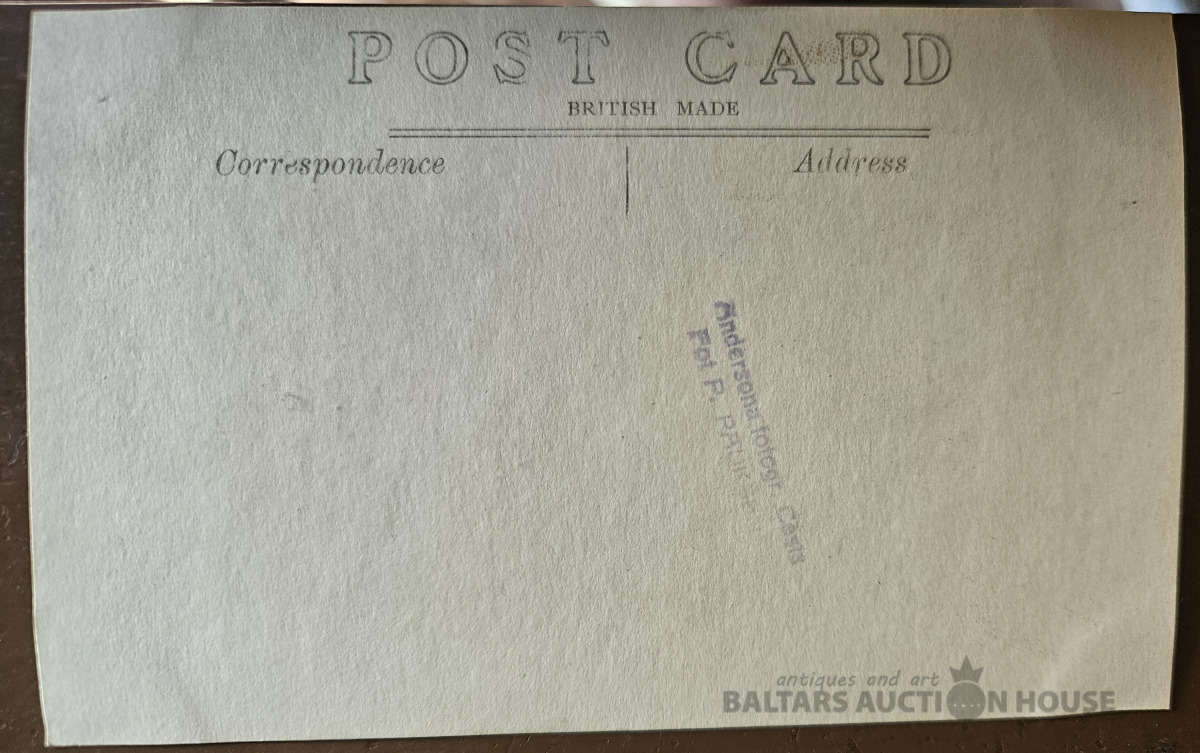 POST CARD
BRITISH MADE
Correspondence
Address
Andersona fotogr. Cēsīs
Fot P.
antiques and art
BALTARS AUCTION HOUSE